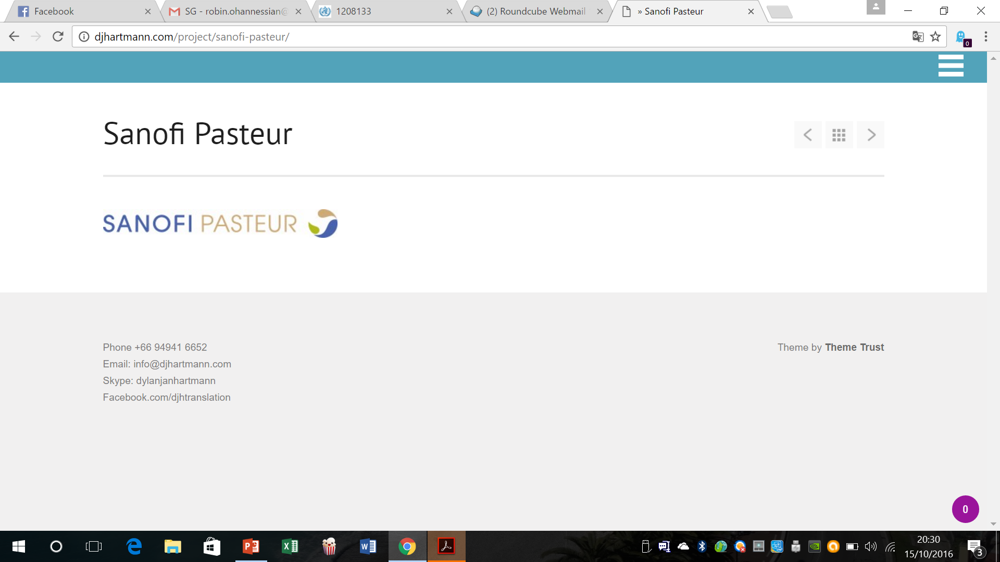 Facebook
SG - robin.ohannessian@
1208133
(2) Roundcube Webmail
» Sanofi Pasteur
djhartmann.com/project/sanofi-pasteur/
0
Sanofi Pasteur
SANOFI PASTEUR
Phone +66 94941 6652
Theme by Theme Trust
Email: info@djhartmann.com
Skype: dylanjanhartmann
Facebook.com/djhtranslation
0
20:30
15/10/2016
3